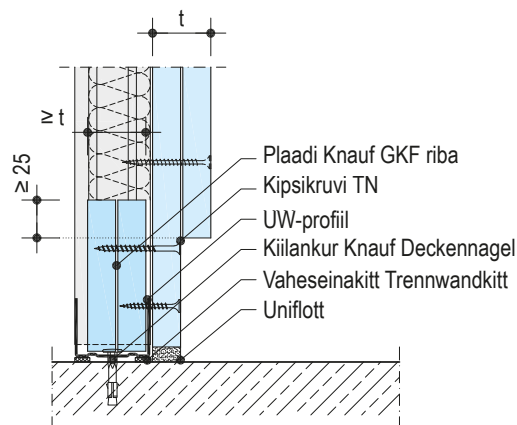 t
≥ t
≥ 25
Plaadi Knauf GKF riba
Kipsikruvi TN
UW-profiil
Kiilankur Knauf Deckennagel
Vaheseinakitt Trennwandkitt
Uniflott